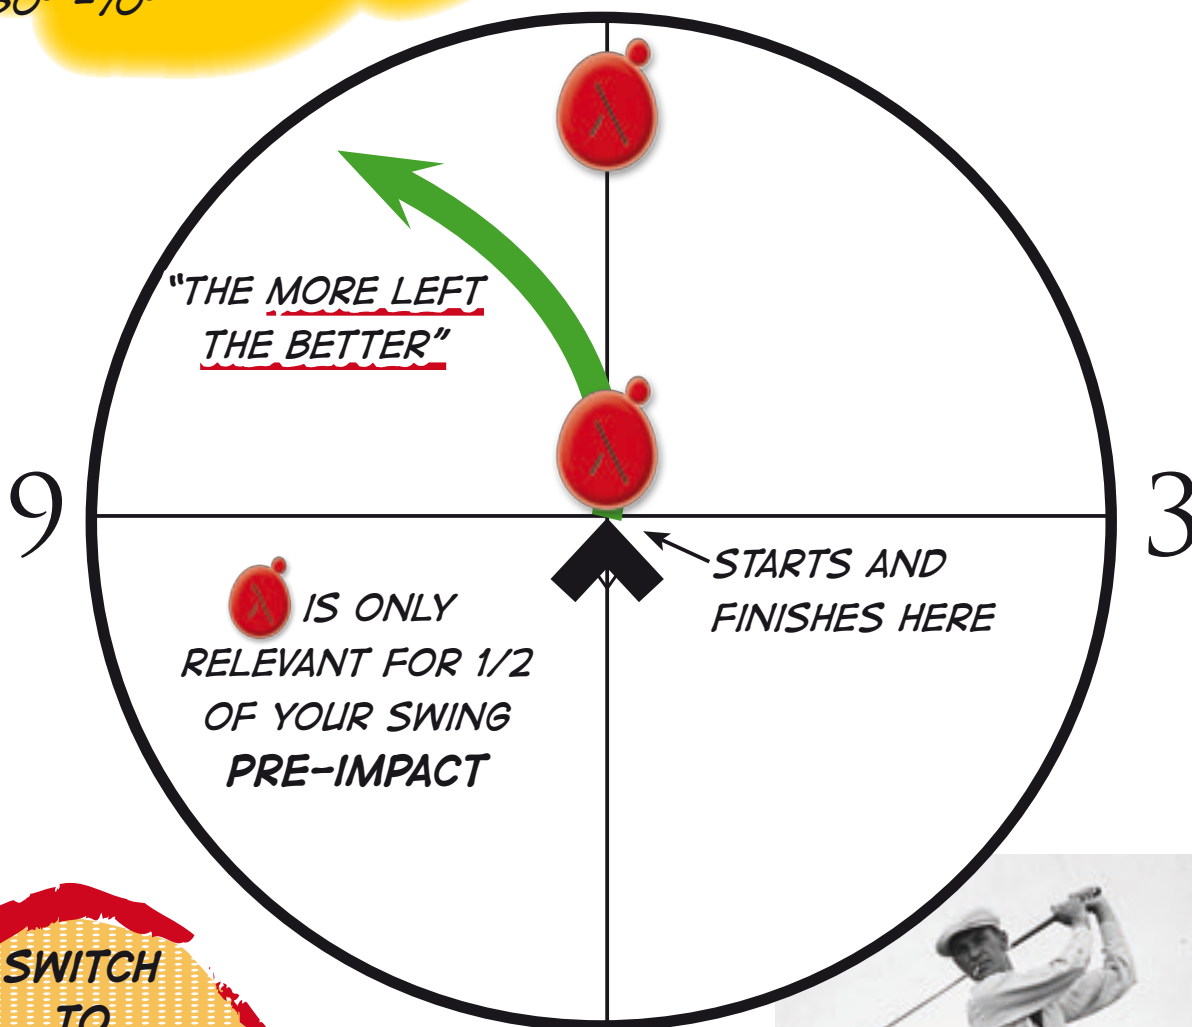 "THE MORE LEFT
THE BETTER"
9
3
STARTS AND
FINISHES HERE
IS ONLY
RELEVANT FOR 1/2
OF YOUR SWING
PRE-IMPACT
SWITCH
TO